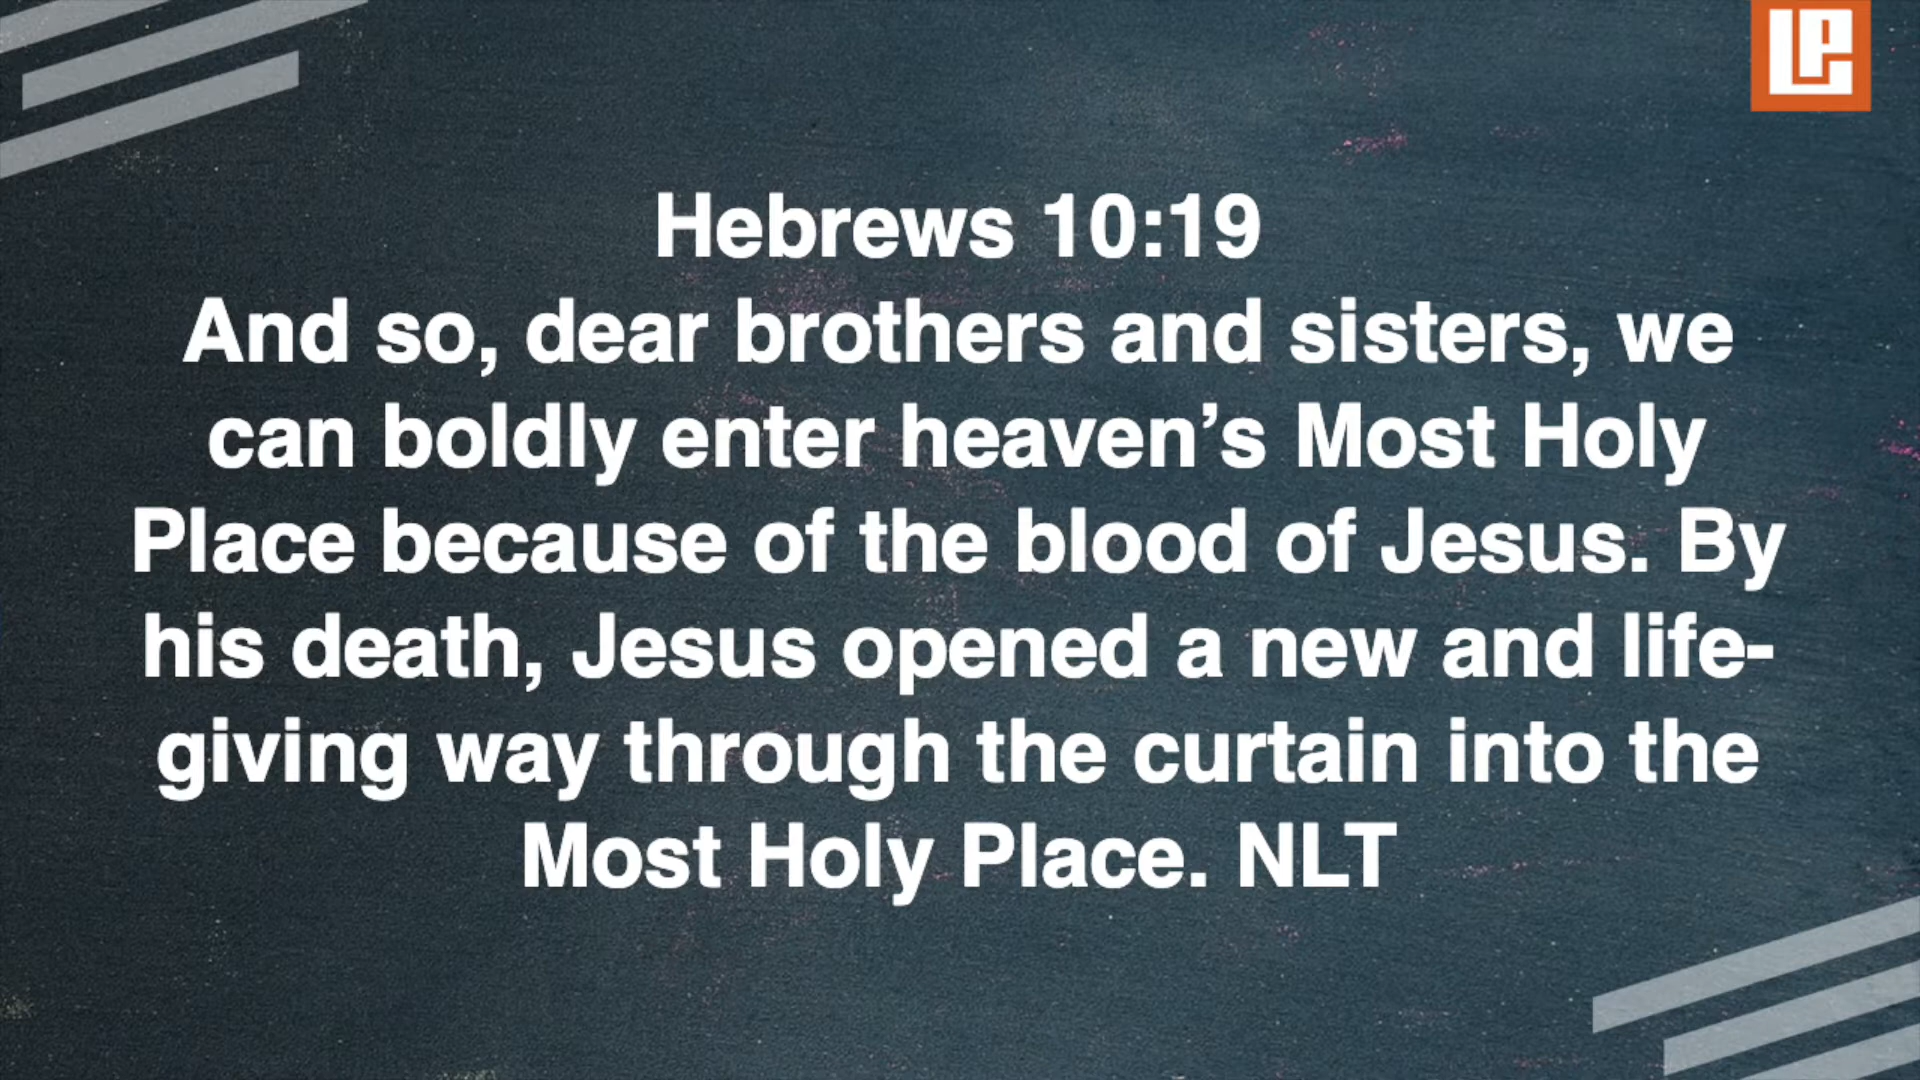 LP
Hebrews 10:19
And so, dear brothers and sisters, we
can boldly enter heaven’s Most Holy
Place because of the blood of Jesus. By
his death, Jesus opened a new and life-
giving way through the curtain into the
Most Holy Place. NLT